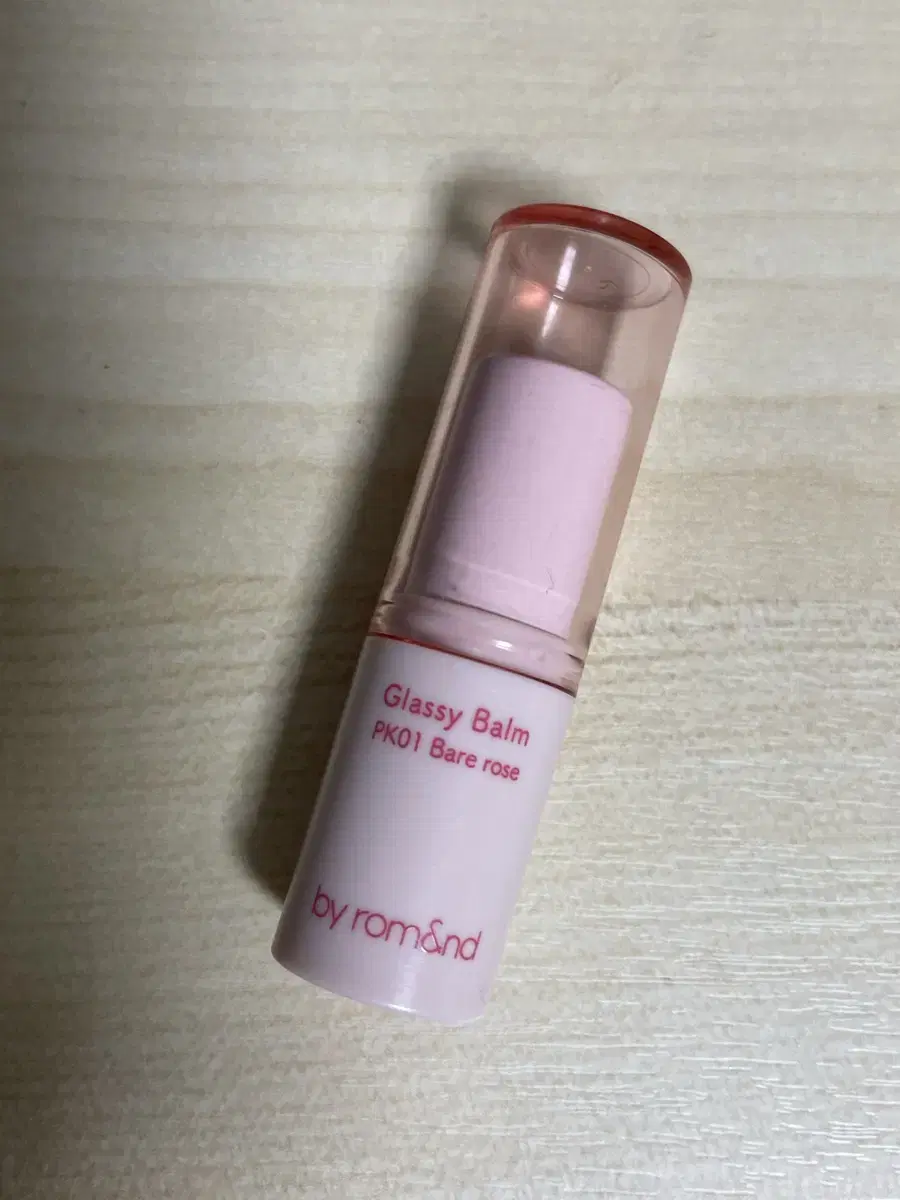 Glassy Balm
PK01 Bare rose
by rom&nd